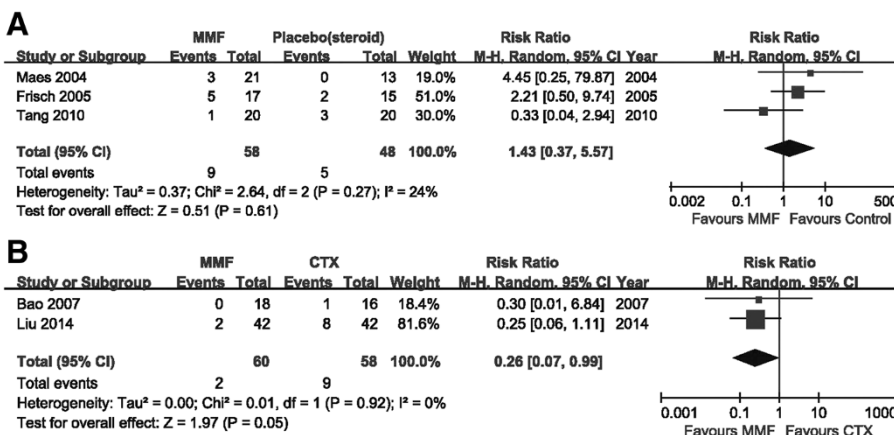 A
MMF Placebo(steroid) Risk Ratio Risk Ratio
Study or Subgroup Events Total Events Total Weight M-H. Random. 95% CI Year M-H. Random. 95% CI
Maes 2004 3 21 0 13 19.0% 4.45 [0.25, 79.87] 2004
Frisch 2005 5 17 2 15 51.0% 2.21 [0.50, 9.74] 2005
Tang 2010 1 20 3 20 30.0% 0.33 [0.04, 2.94] 2010
Total (95% CI) 58 48 100.0% 1.43 [0.37, 5.57]
Total events 9 5
Heterogeneity: Tau² = 0.37; Chi² = 2.64, df = 2 (P = 0.27); I² = 24%
Test for overall effect: Z = 0.51 (P = 0.61)
0.002 0.1 1 10 500
Favours MMF Favours Control
B
MMF CTX Risk Ratio Risk Ratio
Study or Subgroup Events Total Events Total Weight M-H. Random. 95% CI Year M-H. Random. 95% CI
Bao 2007 0 18 1 16 18.4% 0.30 [0.01, 6.84] 2007
Liu 2014 2 42 8 42 81.6% 0.25 [0.06, 1.11] 2014
Total (95% CI) 60 58 100.0% 0.26 [0.07, 0.99]
Total events 2 9
Heterogeneity: Tau² = 0.00; Chi² = 0.01, df = 1 (P = 0.92); I² = 0%
Test for overall effect: Z = 1.97 (P = 0.05)
0.001 0.1 1 10 1000
Favours MMF Favours CTX